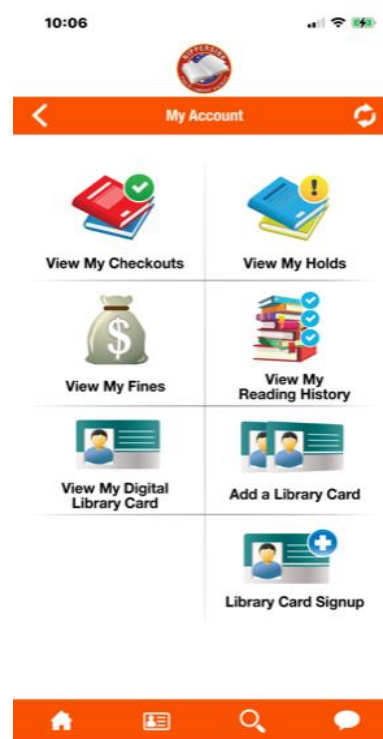 10:06
My Account
View My Checkouts
View My Holds
$
View My Fines
View My
Reading History
View My Digital
Library Card
Add a Library Card
Library Card Signup